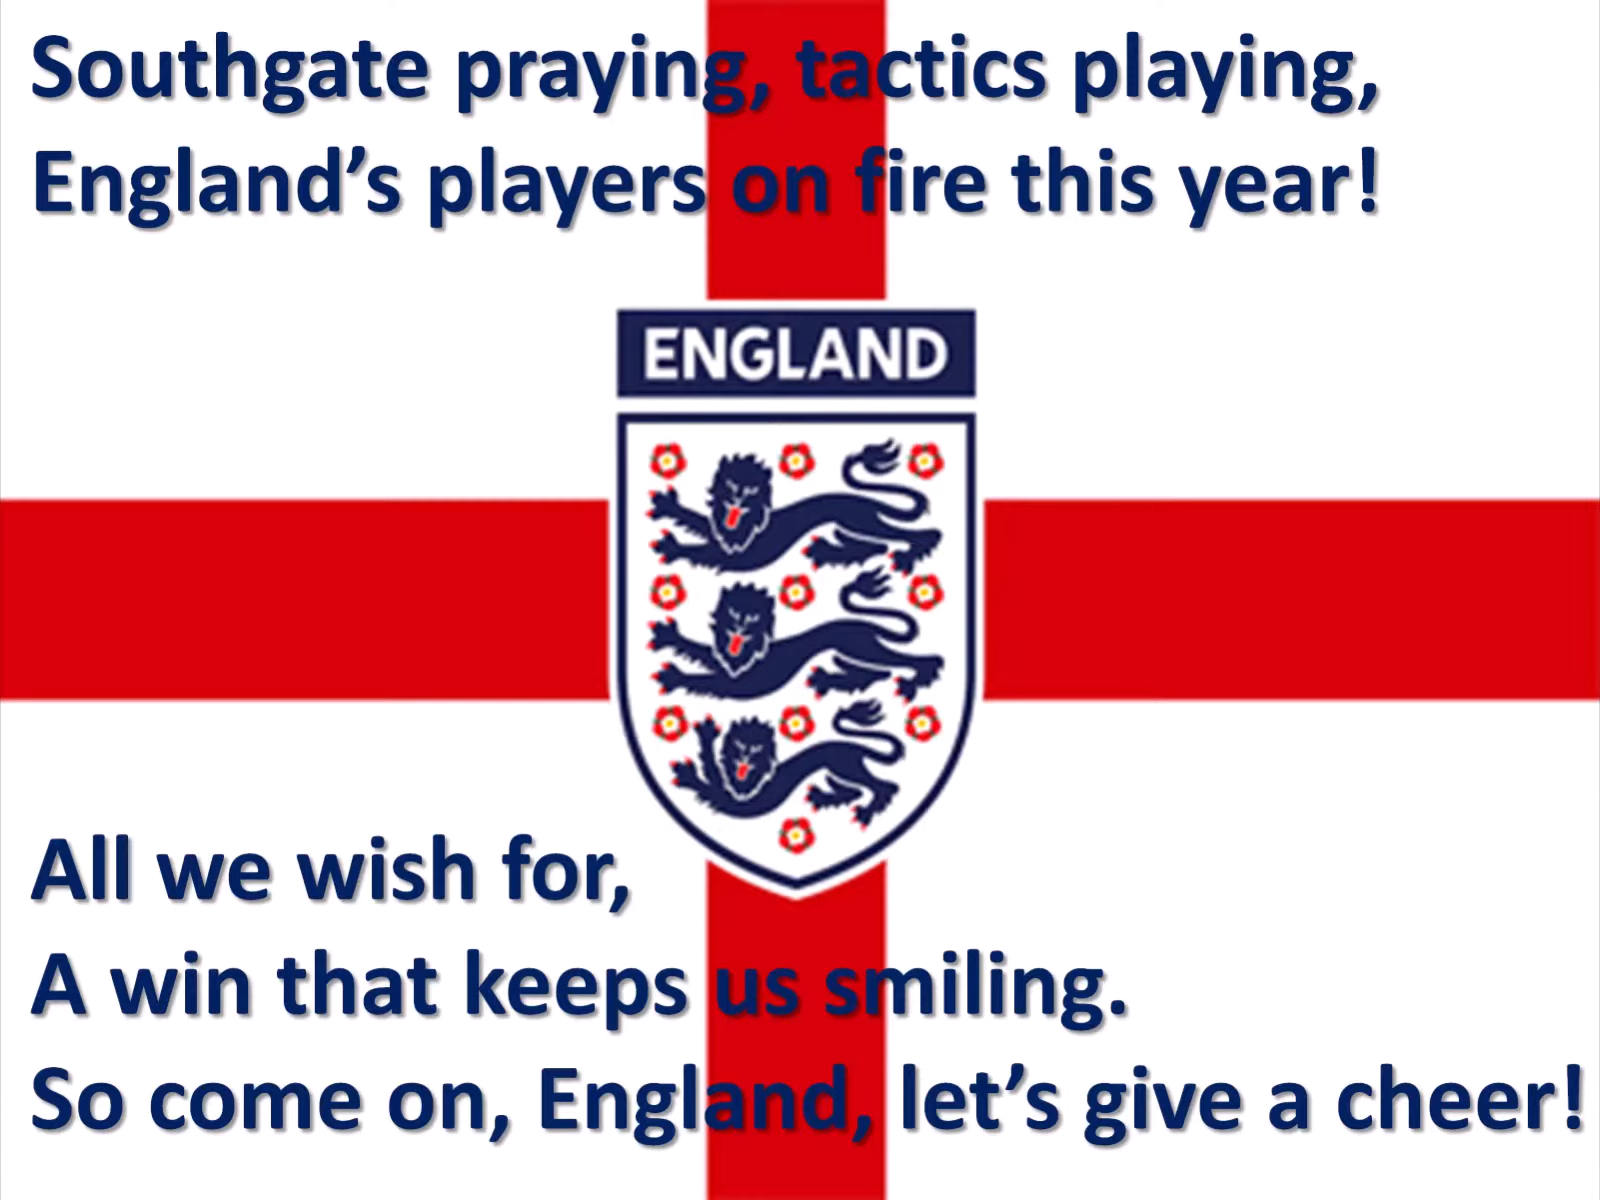 Southgate praying, tactics playing,
England’s players on fire this year!
ENGLAND
All we wish for,
A win that keeps us smiling.
So come on, England, let’s give a cheer!